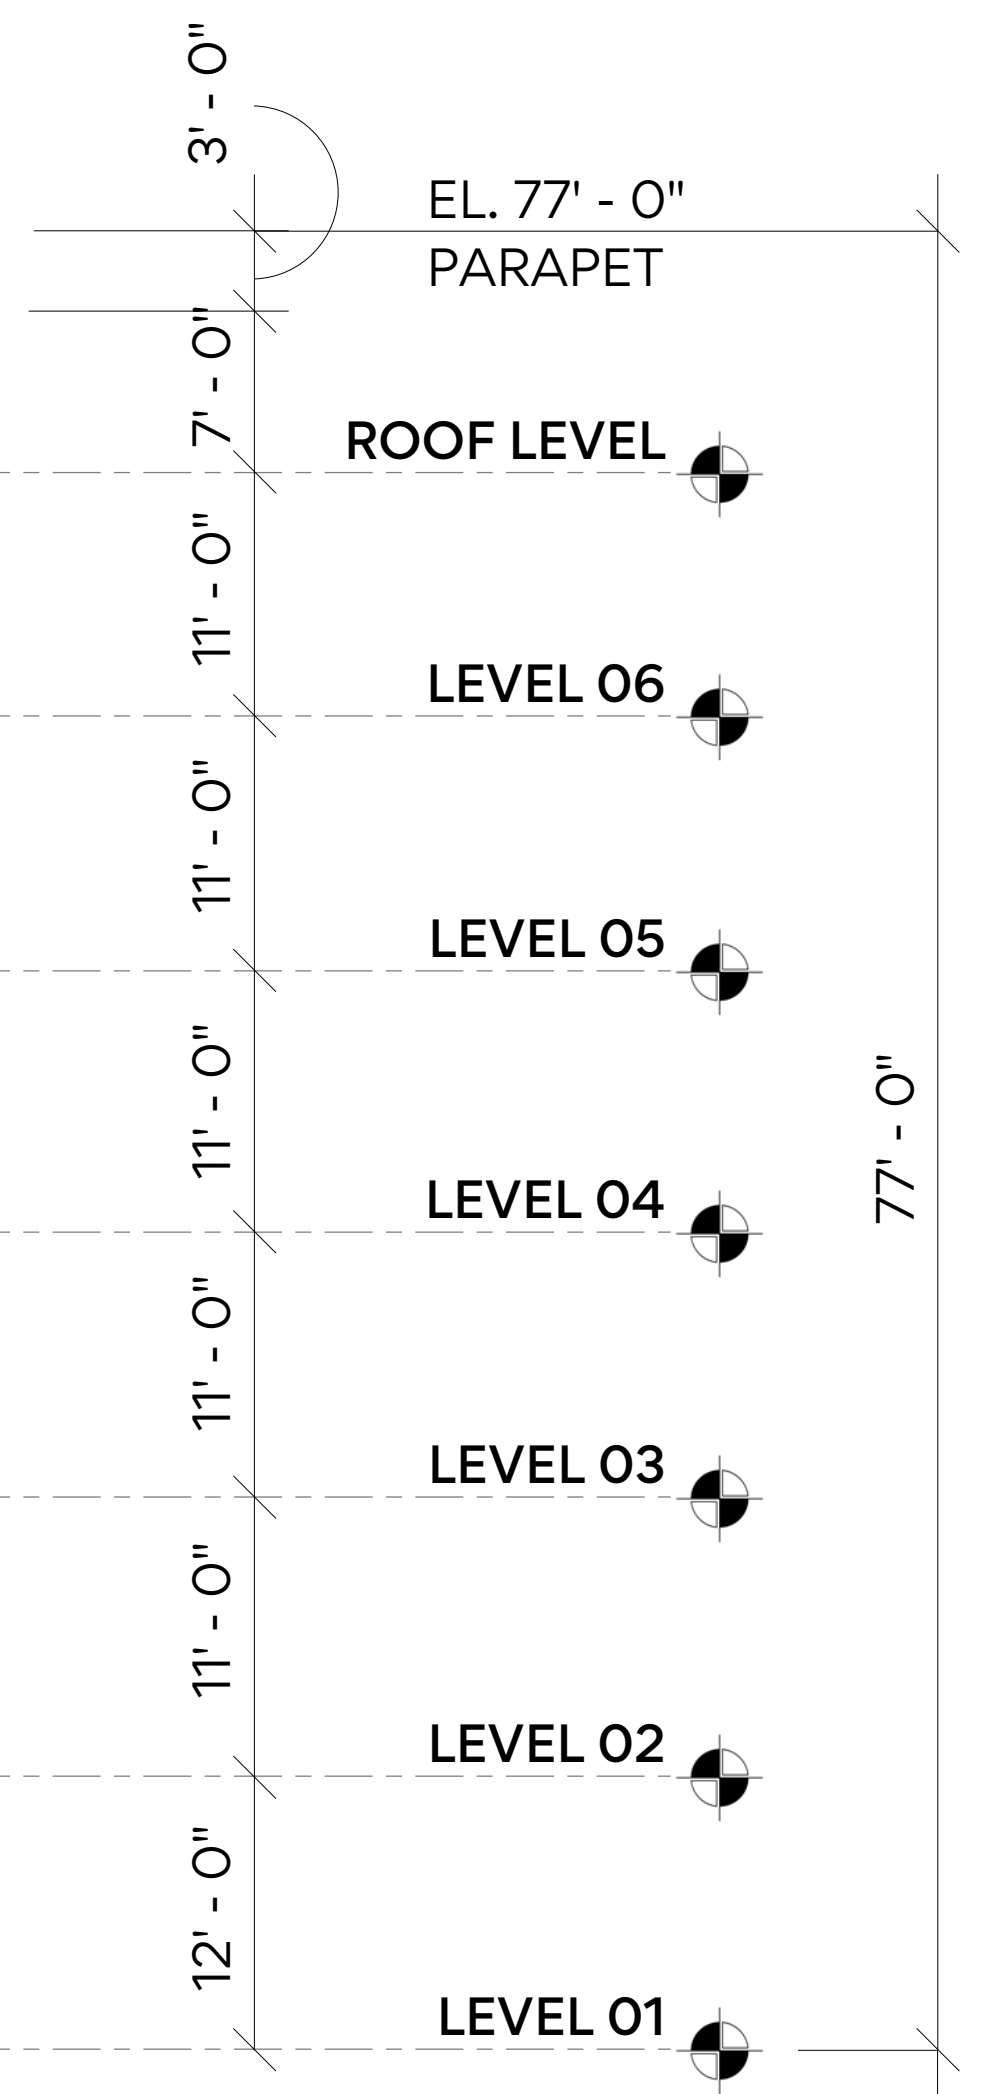 3' - 0"
EL. 77' - 0"
PARAPET
7' - 0"
ROOF LEVEL
11' - 0"
LEVEL 06
11' - 0"
LEVEL 05
11' - 0"
77' - 0"
LEVEL 04
11' - 0"
LEVEL 03
11' - 0"
LEVEL 02
12' - 0"
LEVEL 01